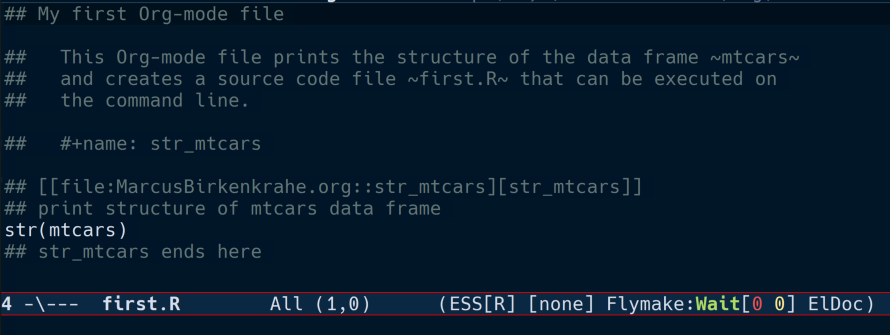 ## My first Org-mode file
##   This Org-mode file prints the structure of the data frame ~mtcars~
##   and creates a source code file ~first.R~ that can be executed on
##   the command line.
##   #+name: str_mtcars
## [[file:MarcusBirkenkrahe.org::str_mtcars][str_mtcars]]
## print structure of mtcars data frame
str(mtcars)
## str_mtcars ends here
4 -\---  first.R        All (1,0)      (ESS[R] [none] Flymake:Wait[0 0] ElDoc)